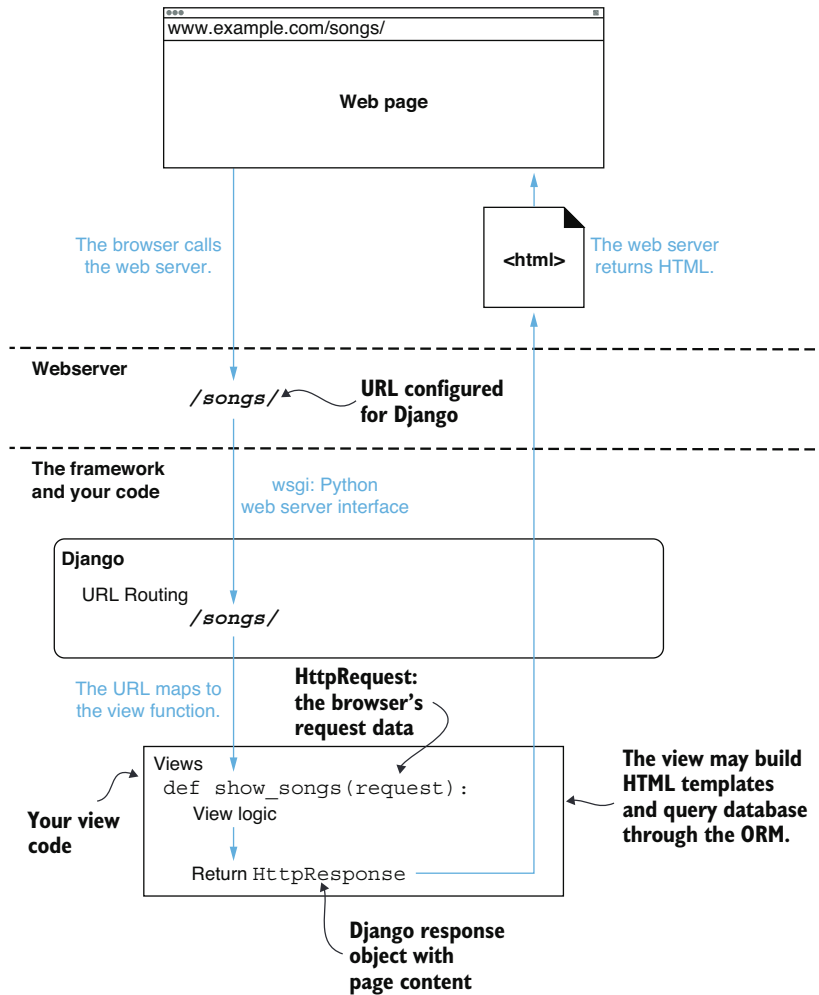 www.example.com/songs/
Web page
The browser calls
the web server.
<html>
The web server
returns HTML.
Webserver
/songs/
URL configured
for Django
The framework
and your code
wsgi: Python
web server interface
Django
URL Routing
/songs/
The URL maps to
the view function.
HttpRequest:
the browser’s
request data
Views
def show_songs(request):
View logic
Return HttpResponse
Your view
code
The view may build
HTML templates
and query database
through the ORM.
Django response
object with
page content